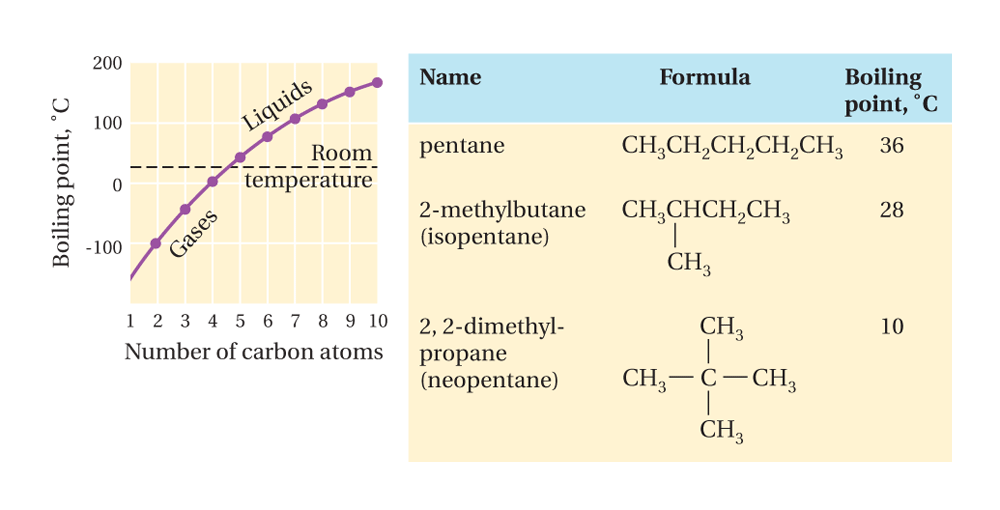 200
100
0
-100
Boiling point, °C
Liquids
Room
temperature
Gases
1 2 3 4 5 6 7 8 9 10
Number of carbon atoms
Name Formula Boiling
point, °C
pentane CH₃CH₂CH₂CH₂CH₃ 36
2-methylbutane CH₃CHCH₂CH₃ 28
(isopentane)
|
CH₃
2, 2-dimethyl- CH₃ 10
propane
|
(neopentane) CH₃—C—CH₃
|
CH₃